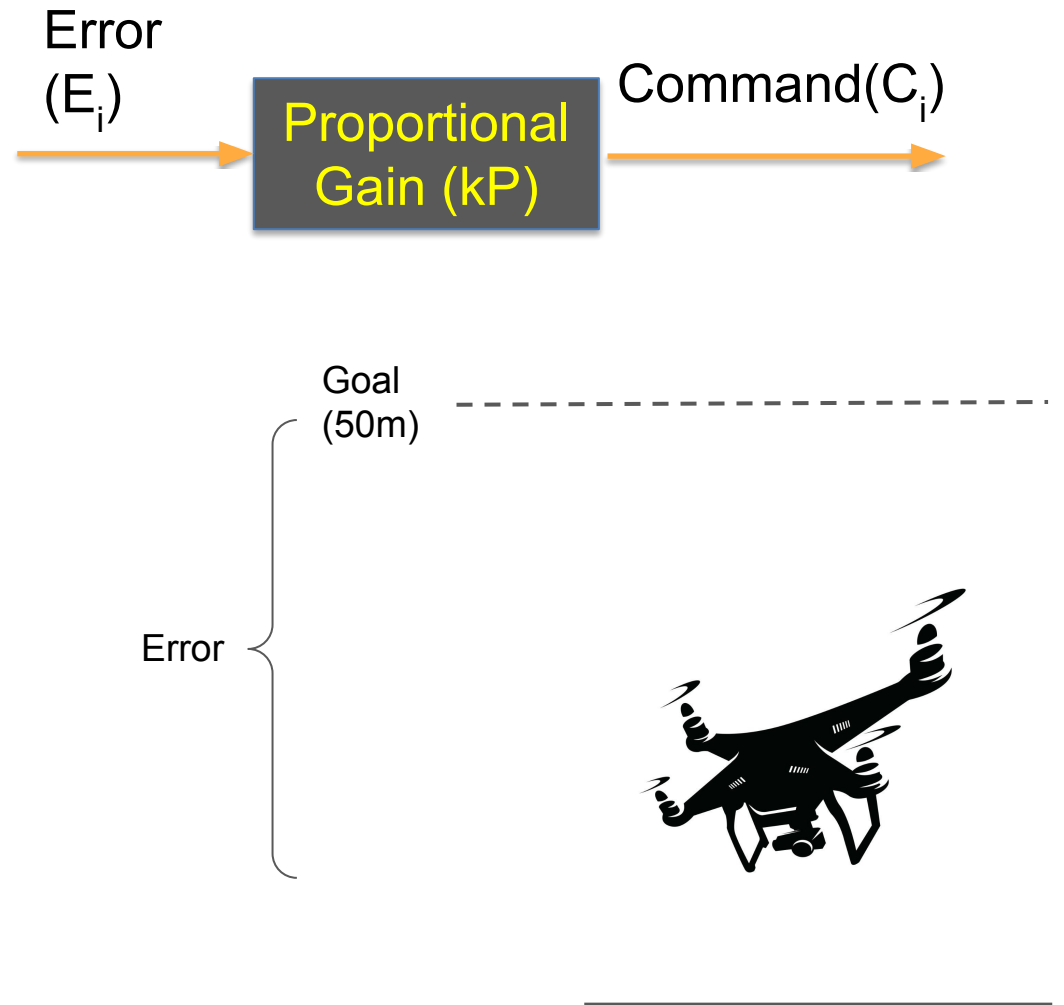 Error
(Eᵢ)
Proportional
Gain (kP)
Command(Cᵢ)
Goal
(50m)
Error